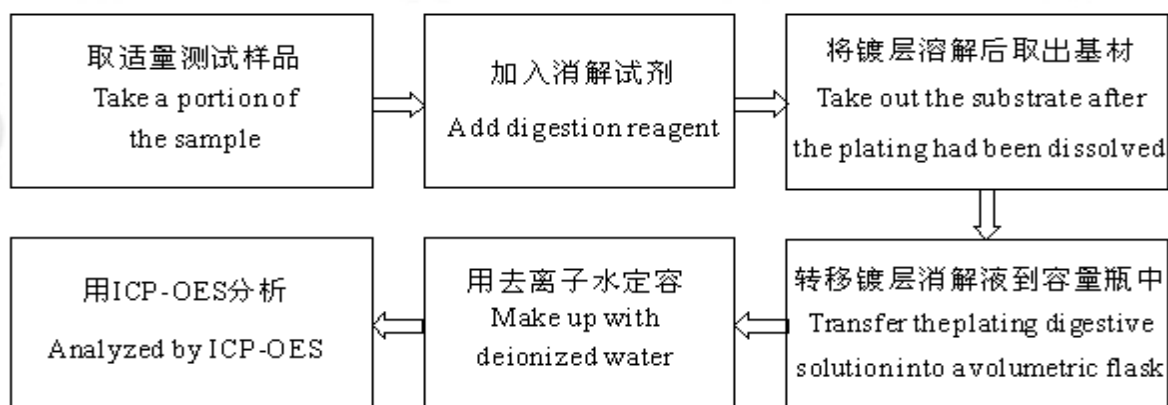 取适量测试样品
Take a portion of
the sample
加入消解试剂
Add digestion reagent
将镀层溶解后取出基材
Take out the substrate after
the plating had been dissolved
转移镀层消解液到容量瓶中
Transfer the plating digestive
solution into a volumetric flask
用去离子水定容
Make up with
deionized water
用ICP-OES分析
Analyzed by ICP-OES